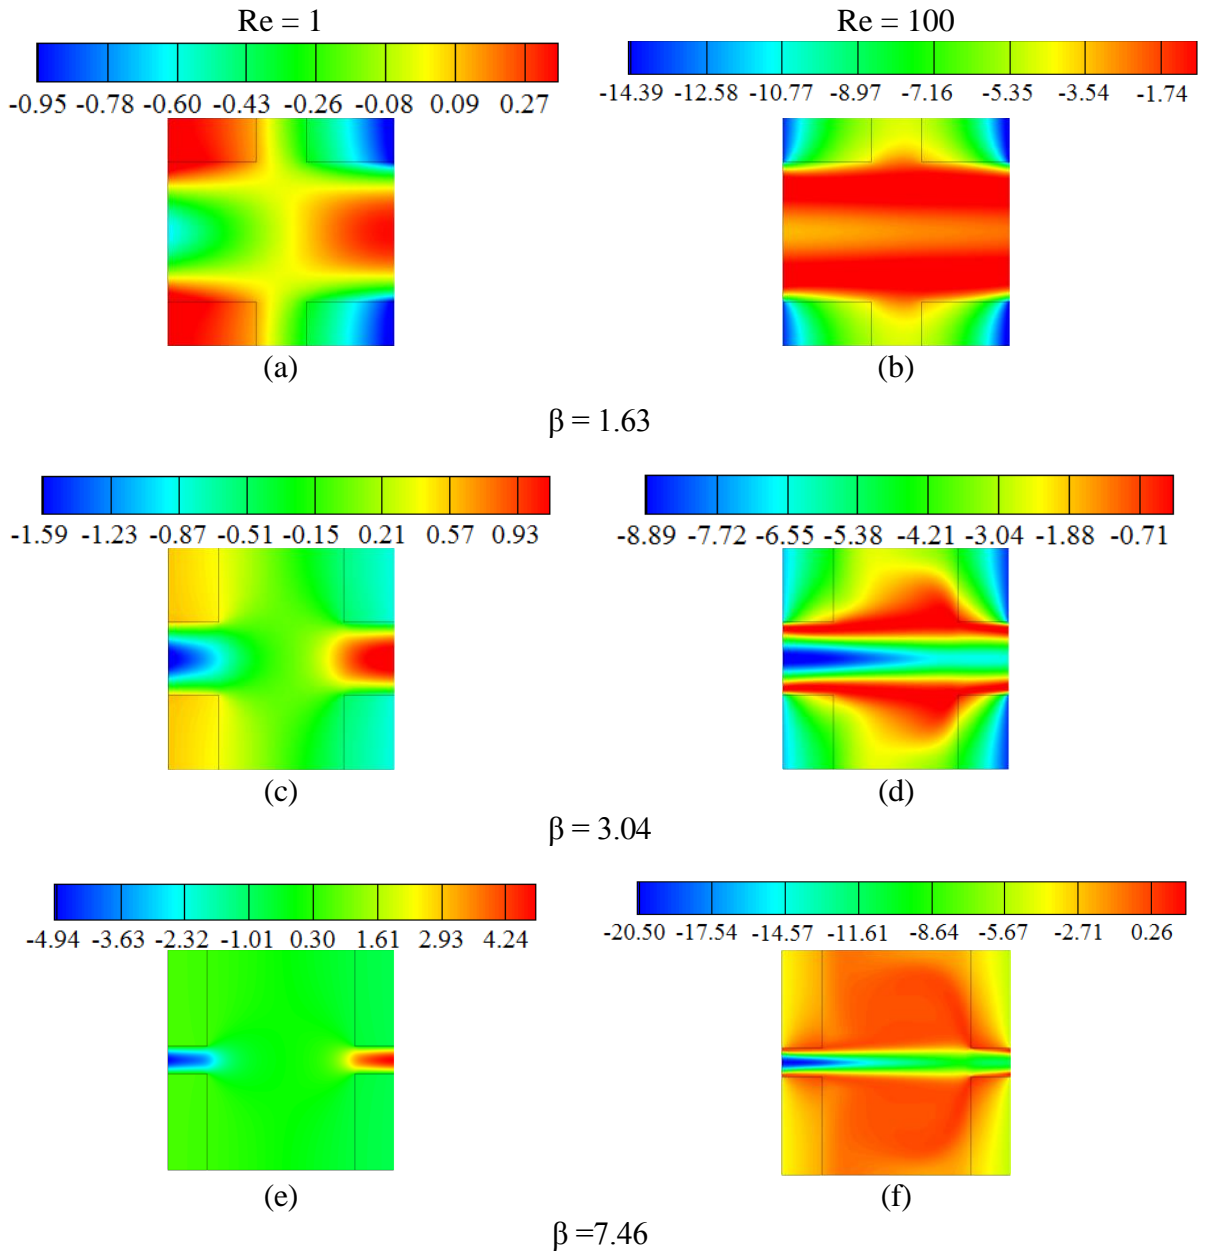 Re = 1 Re = 100
-0.95 -0.78 -0.60 -0.43 -0.26 -0.08 0.09 0.27
-14.39 -12.58 -10.77 -8.97 -7.16 -5.35 -3.54 -1.74
(a) (b)
β = 1.63
-1.59 -1.23 -0.87 -0.51 -0.15 0.21 0.57 0.93
-8.89 -7.72 -6.55 -5.38 -4.21 -3.04 -1.88 -0.71
(c) (d)
β = 3.04
-4.94 -3.63 -2.32 -1.01 0.30 1.61 2.93 4.24
-20.50 -17.54 -14.57 -11.61 -8.64 -5.67 -2.71 0.26
(e) (f)
β =7.46